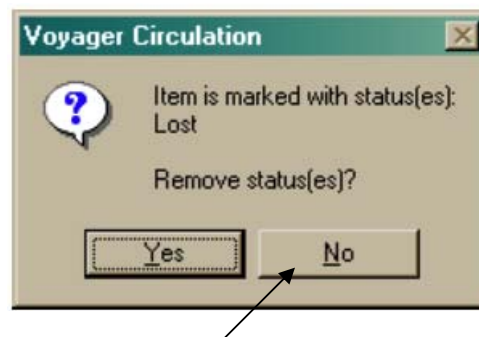 Voyager Circulation
?
Item is marked with status(es):
Lost
Remove status(es)?
Yes No